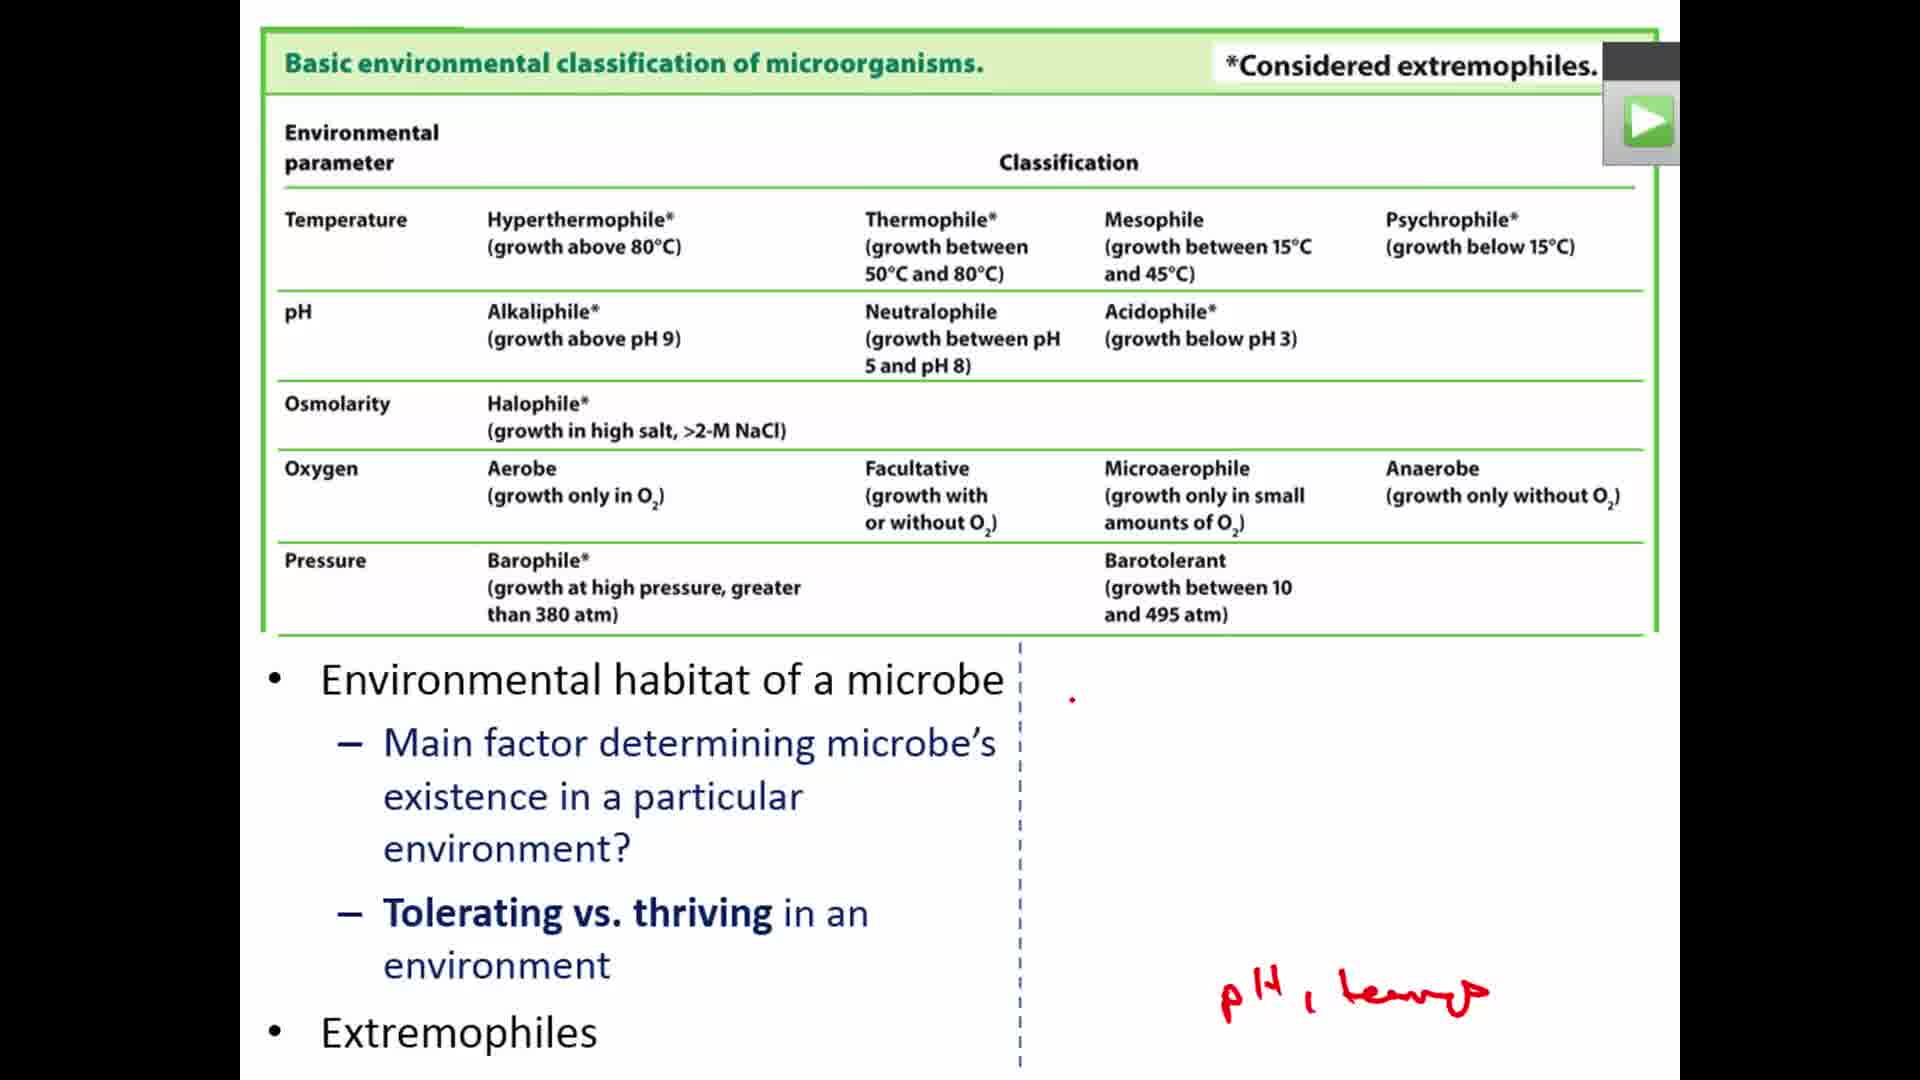 Basic environmental classification of microorganisms.
*Considered extremophiles.
Environmental
parameter
Classification
Temperature
Hyperthermophile*
(growth above 80°C)
Thermophile*
(growth between
50°C and 80°C)
Mesophile
(growth between 15°C
and 45°C)
Psychrophile*
(growth below 15°C)
pH
Alkaliphile*
(growth above pH 9)
Neutralophile
(growth between pH
5 and pH 8)
Acidophile*
(growth below pH 3)
Osmolarity
Halophile*
(growth in high salt, >2-M NaCl)
Oxygen
Aerobe
(growth only in O₂)
Facultative
(growth with
or without O₂)
Microaerophile
(growth only in small
amounts of O₂)
Anaerobe
(growth only without O₂)
Pressure
Barophile*
(growth at high pressure, greater
than 380 atm)
Barotolerant
(growth between 10
and 495 atm)
• Environmental habitat of a microbe
– Main factor determining microbe's
existence in a particular
environment?
– Tolerating vs. thriving in an
environment
• Extremophiles
pH, temp